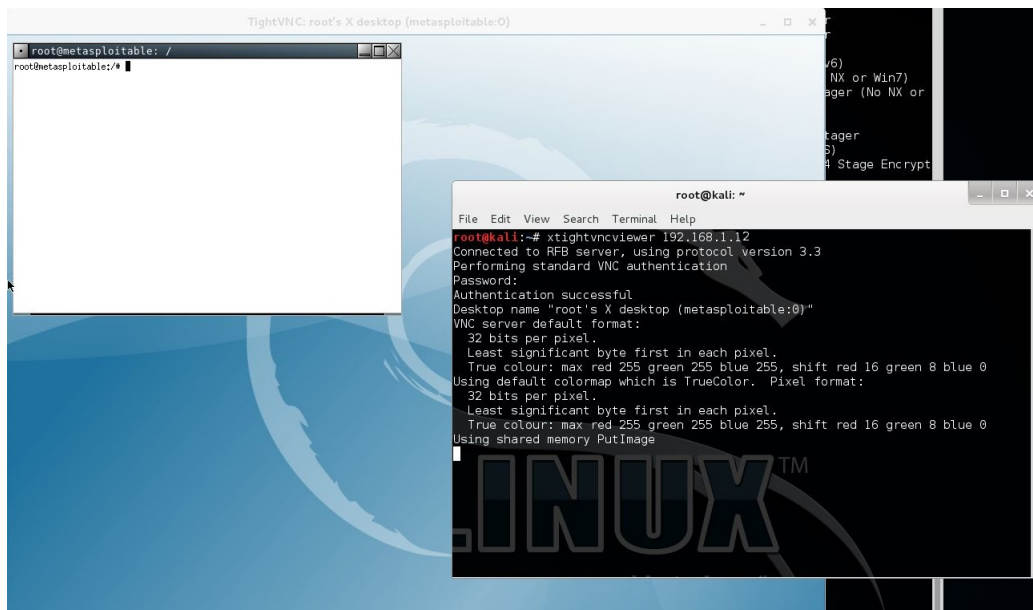 TightVNC: root's X desktop (metasploitable:0)
root@metasploitable: /
root@metasploitable:/#
v6)
NX or Win7)
ager (No NX or
tager
S)
4 Stage Encrypt
root@kali: ~
File Edit View Search Terminal Help
root@kali:~# xtightvncviewer 192.168.1.12
Connected to RFB server, using protocol version 3.3
Performing standard VNC authentication
Password:
Authentication successful
Desktop name "root's X desktop (metasploitable:0)"
VNC server default format:
32 bits per pixel.
Least significant byte first in each pixel.
True colour: max red 255 green 255 blue 255, shift red 16 green 8 blue 0
Using default colormap which is TrueColor. Pixel format:
32 bits per pixel.
Least significant byte first in each pixel.
True colour: max red 255 green 255 blue 255, shift red 16 green 8 blue 0
Using shared memory PutImage
LINUX TM